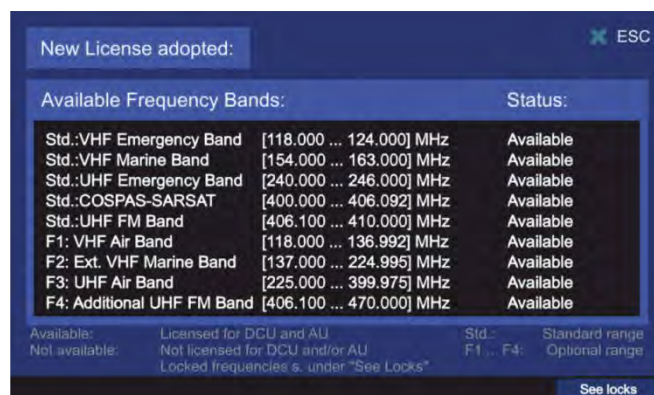 New License adopted:
ESC
Available Frequency Bands: Status:
Std.:VHF Emergency Band [118.000 ... 124.000] MHz Available
Std.:VHF Marine Band [154.000 ... 163.000] MHz Available
Std.:UHF Emergency Band [240.000 ... 246.000] MHz Available
Std.:COSPAS-SARSAT [400.000 ... 406.092] MHz Available
Std.:UHF FM Band [406.100 ... 410.000] MHz Available
F1: VHF Air Band [118.000 ... 136.992] MHz Available
F2: Ext. VHF Marine Band [137.000 ... 224.995] MHz Available
F3: UHF Air Band [225.000 ... 399.975] MHz Available
F4: Additional UHF FM Band [406.100 ... 470.000] MHz Available
Available: Licensed for DCU and AU Std.: Standard range
Not available: Not licensed for DCU and/or AU F1 .. F4: Optional range
Locked frequencies s. under "See Locks"
See locks